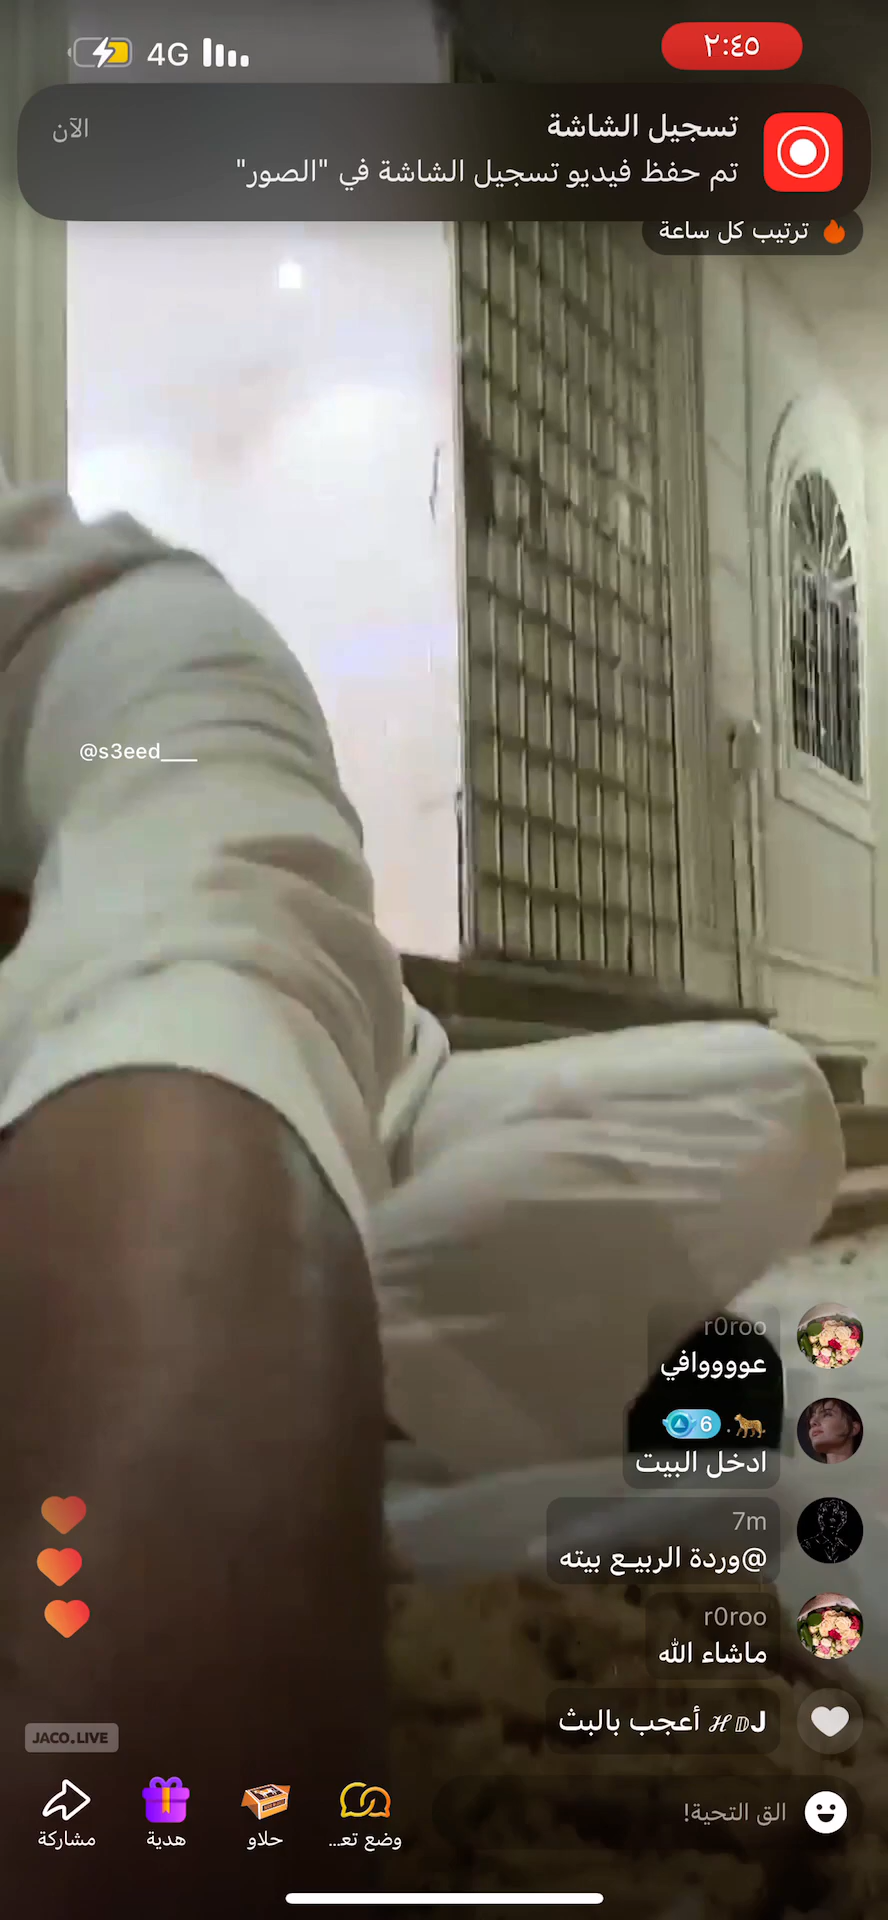 ٢:٤٥
4G
تسجيل الشاشة
الآن
تم حفظ فيديو تسجيل الشاشة في "الصور"
ترتيب كل ساعة
@s3eed___
r0roo
عووووافي
6
ادخل البيت
7m
@وردة الربيـع بيته
r0roo
ماشاء الله
ℋ𝔻J أعجب بالبث
JACO.LIVE
الق التحية!
وضع تعـ...
حلاو
هدية
مشاركة